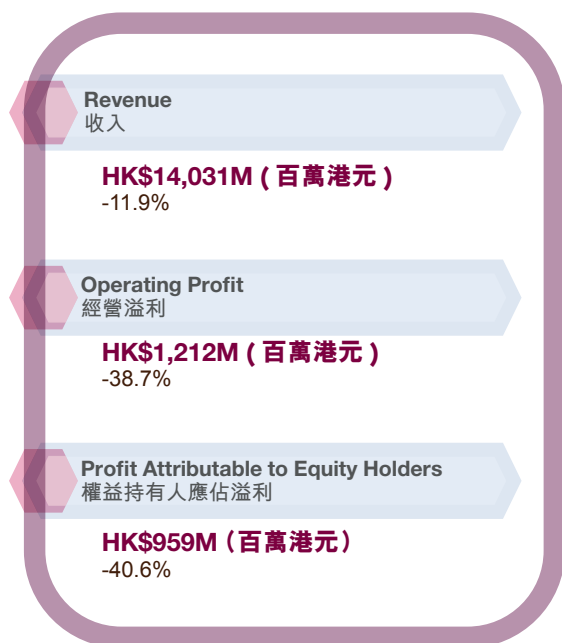 Revenue
收入
HK$14,031M ( 百萬港元 )
-11.9%
Operating Profit
經營溢利
HK$1,212M ( 百萬港元 )
-38.7%
Profit Attributable to Equity Holders
權益持有人應佔溢利
HK$959M（百萬港元）
-40.6%